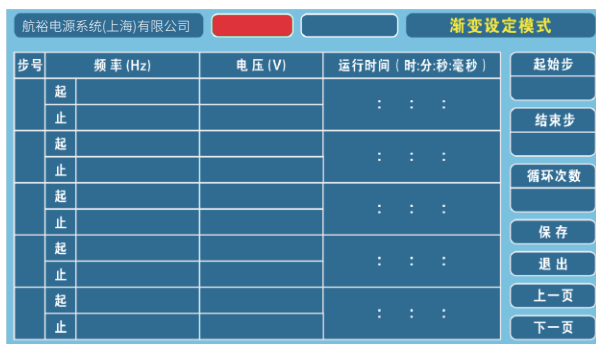 航裕电源系统(上海)有限公司 渐变设定模式
步号 频率(Hz) 电压(V) 运行时间(时:分:秒:毫秒) 起始步
起
: : :
止
结束步
起
: : :
止
循环次数
起
: : :
止
保存
起
: : :
止
退出
起
上一页
: : :
止
下一页